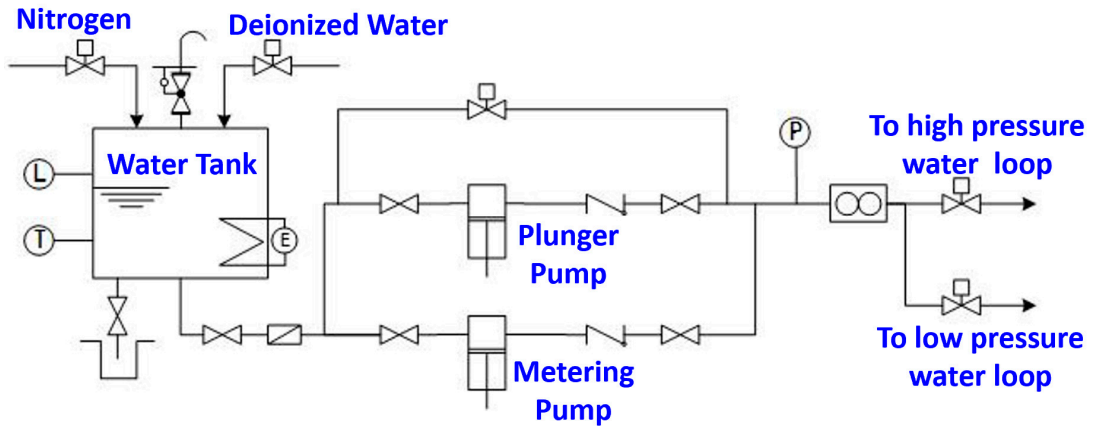 Nitrogen
Deionized Water
Water Tank
L
T
E
P
To high pressure
water loop
Plunger
Pump
Metering
Pump
To low pressure
water loop